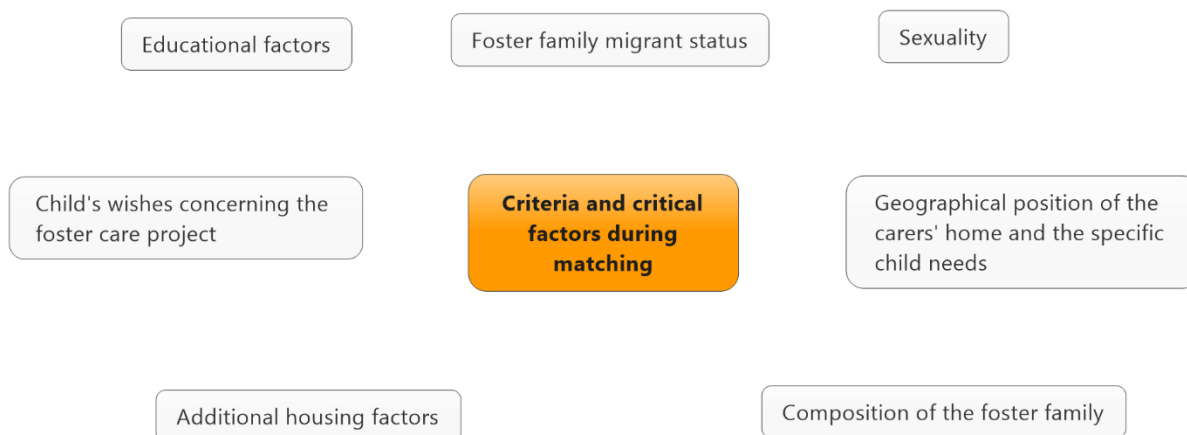 Educational factors
Foster family migrant status
Sexuality
Child's wishes concerning the
foster care project
Criteria and critical
factors during
matching
Geographical position of the
carers' home and the specific
child needs
Additional housing factors
Composition of the foster family